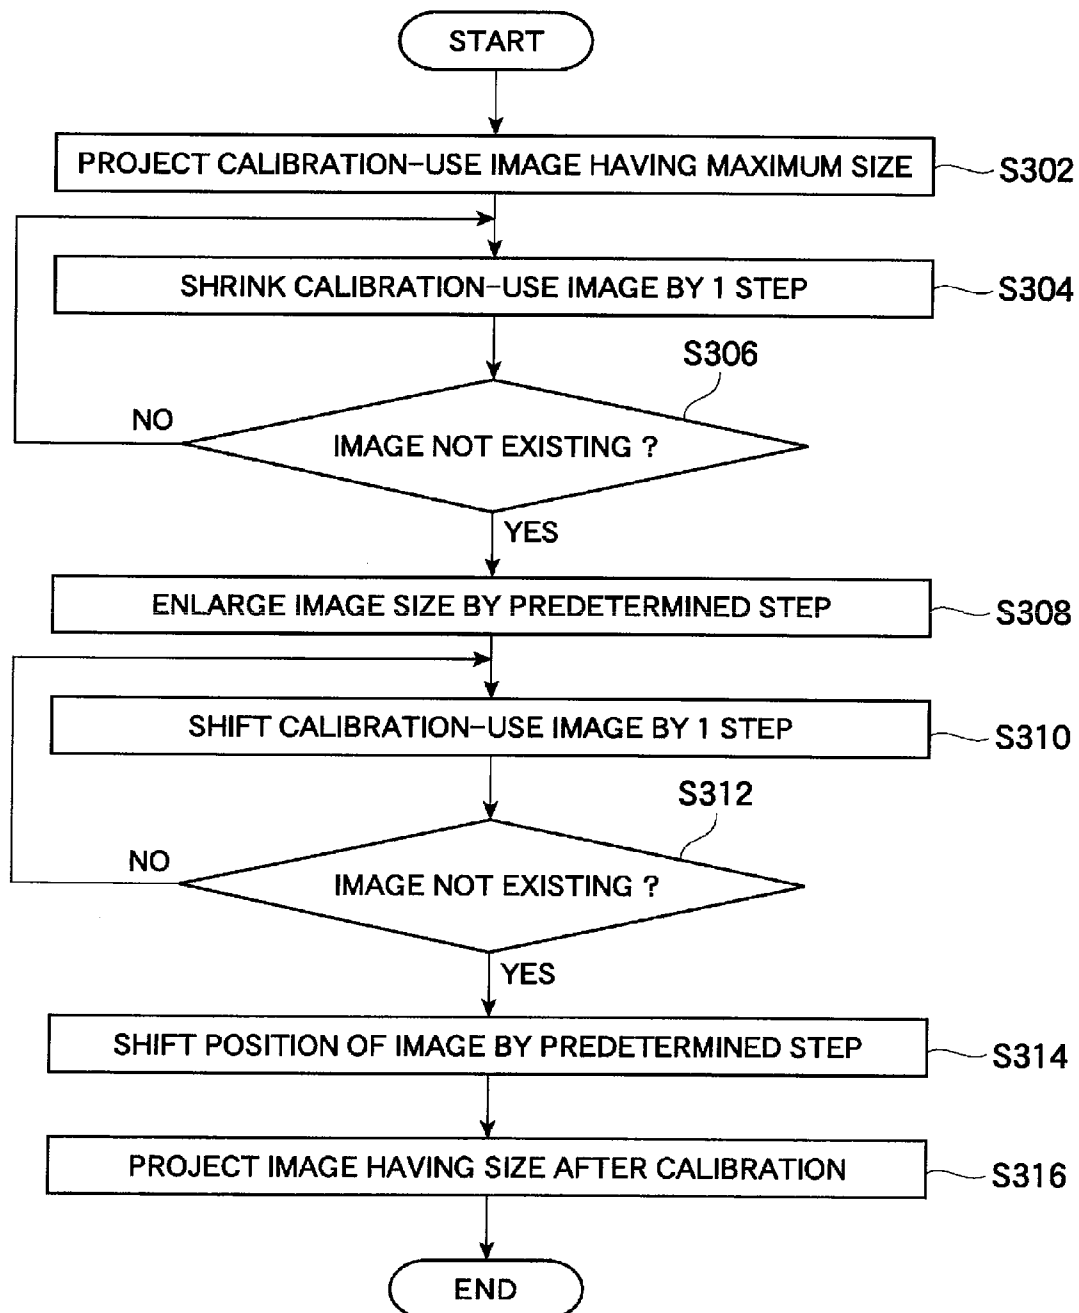 START
PROJECT CALIBRATION-USE IMAGE HAVING MAXIMUM SIZE
S302
SHRINK CALIBRATION-USE IMAGE BY 1 STEP
S304
S306
NO
IMAGE NOT EXISTING ?
YES
ENLARGE IMAGE SIZE BY PREDETERMINED STEP
S308
SHIFT CALIBRATION-USE IMAGE BY 1 STEP
S310
S312
NO
IMAGE NOT EXISTING ?
YES
SHIFT POSITION OF IMAGE BY PREDETERMINED STEP
S314
PROJECT IMAGE HAVING SIZE AFTER CALIBRATION
S316
END